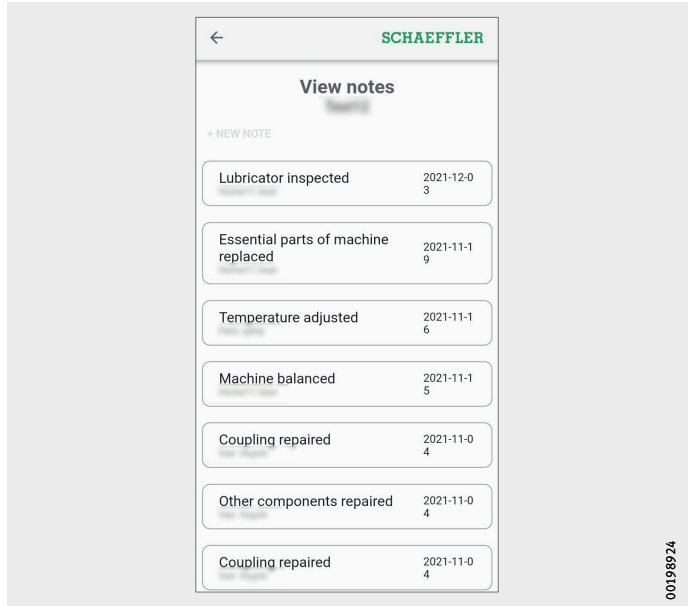 SCHAEFFLER
View notes
+ NEW NOTE
Lubricator inspected
2021-12-0
3
Essential parts of machine
replaced
2021-11-1
9
Temperature adjusted
2021-11-1
6
Machine balanced
2021-11-1
5
Coupling repaired
2021-11-0
4
Other components repaired
2021-11-0
4
Coupling repaired
2021-11-0
4
00198924